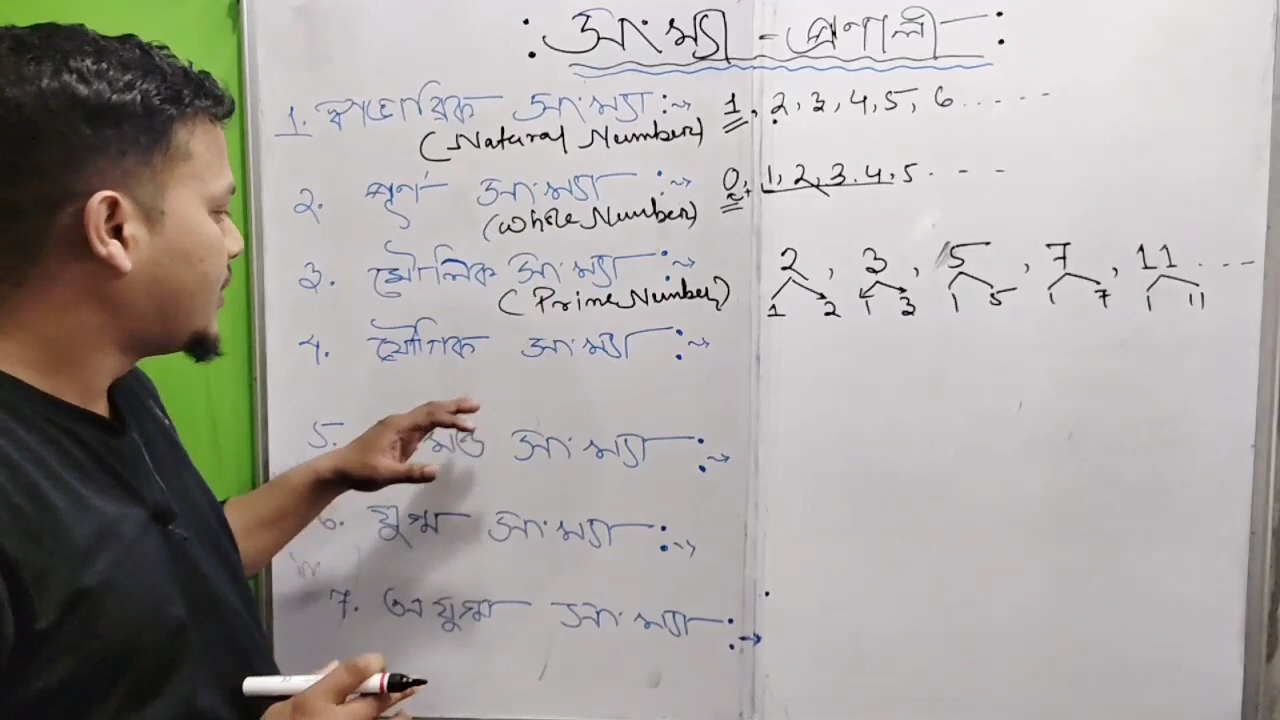 : সংখ্যা - প্রণালী :
1. স্বাভাবিক সংখ্যা :→ 1, 2, 3, 4, 5, 6 . . . . . .
(Natural Number)
2. পূর্ণ সংখ্যা :→ 0, 1, 2, 3, 4, 5 . - - -
(Whole Number)
3. মৌলিক সংখ্যা :→ 2, 3, 5, 7, 11 . . - -
(Prime Number) 1 2 1 3 1 5 1 7 1 11
4. যৌগিক সংখ্যা :→
5. সংখ্যা :→
6. যুগ্ম সংখ্যা :→
7. অযুগ্ম সংখ্যা :→